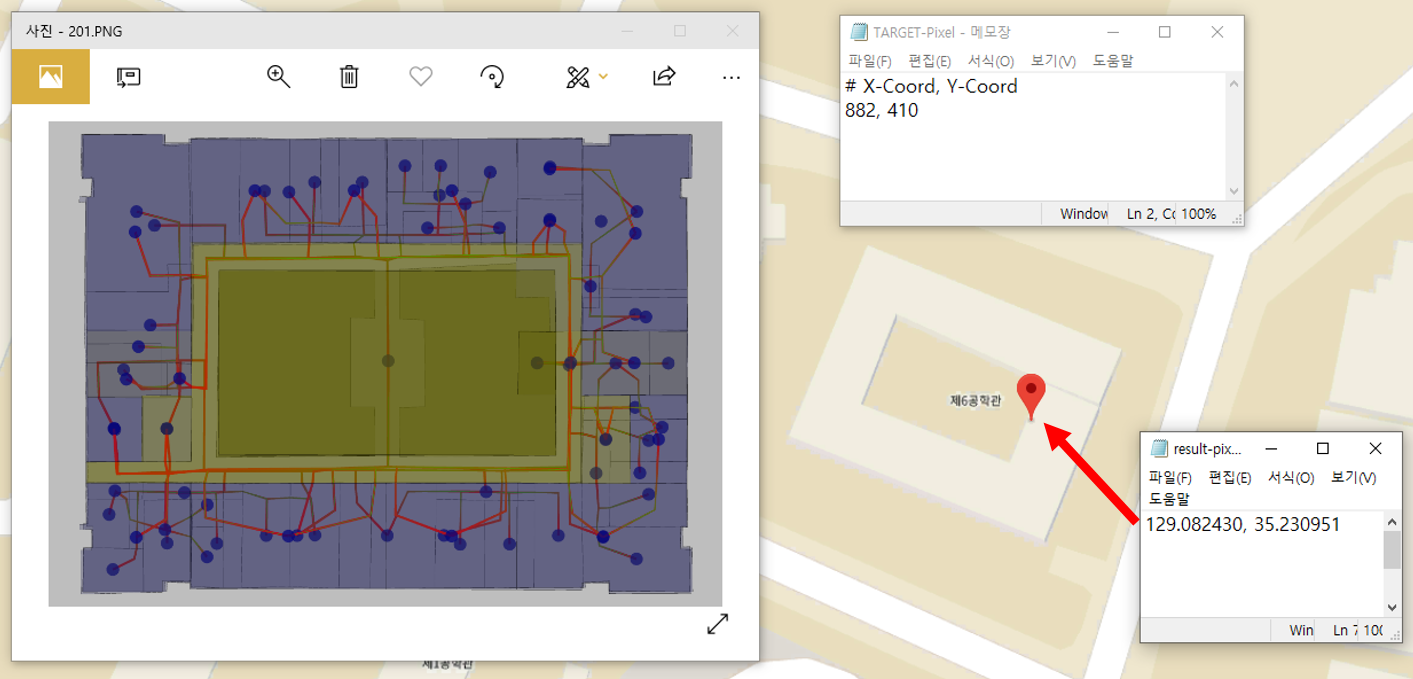 사진 - 201.PNG
TARGET-Pixel - 메모장
파일(F) 편집(E) 서식(O) 보기(V) 도움말
# X-Coord, Y-Coord
882, 410
Window Ln 2, Cc 100%
제6공학관
result-pix...
파일(F) 편집(E) 서식(O) 보기(V)
도움말
129.082430, 35.230951
Win Ln 7 100
제1공학관